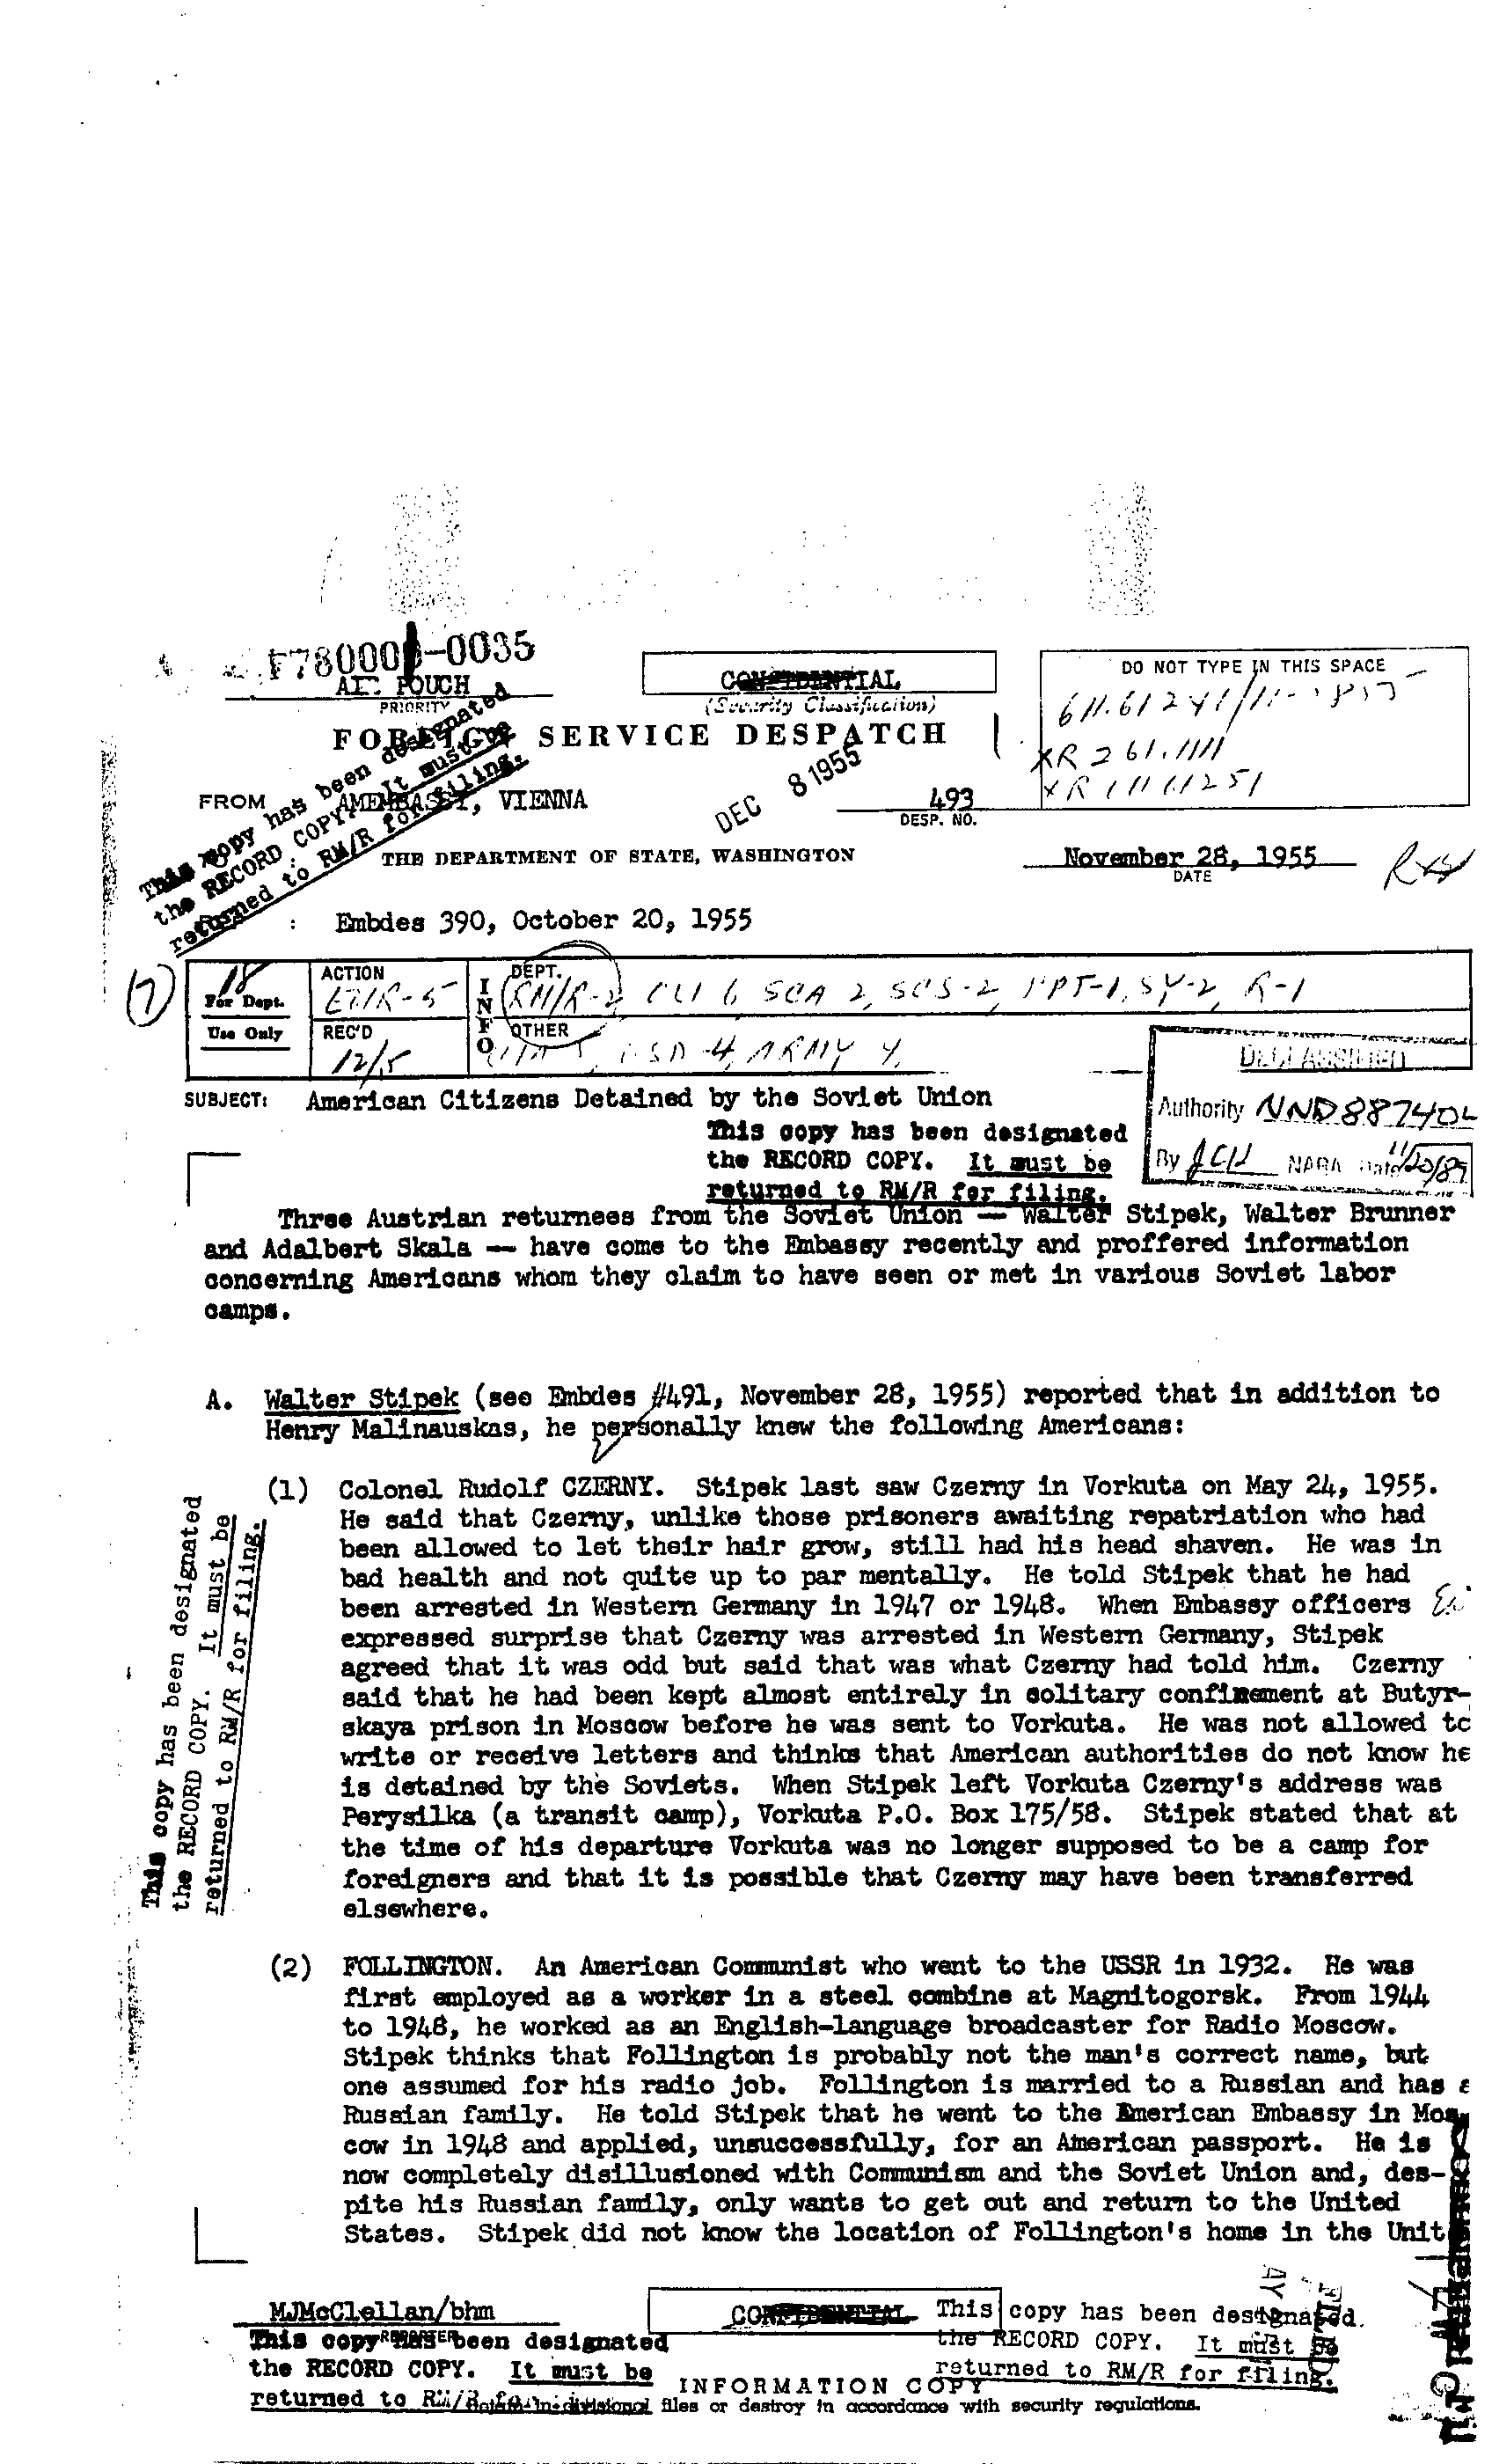 F78000-0035
AIR POUCH
PRIORITY
CONFIDENTIAL
(Security Classification)
DO NOT TYPE IN THIS SPACE
611.61241/11-2855
XR 261.1111
XR 111.1251
FOREIGN SERVICE DESPATCH
FROM AMEMBASSY, VIENNA
DEC 8 1955
493
DESP. NO.
THE DEPARTMENT OF STATE, WASHINGTON
November 28, 1955
DATE
This copy has been designated
the RECORD COPY. It must be
returned to RM/R for filing.
: Embdes 390, October 20, 1955
7
18
For Dept.
Use Only
ACTION
REC'D
12/5
INFO
DEPT.
RM/R-2 CLI 6 SCA 2, SCS-2, PPT-1, SY-2, R-1
OTHER
OSD-4 ARMY 4
SUBJECT: American Citizens Detained by the Soviet Union
DECLASSIFIED
Authority NND 887402
By JCH NARA Date 11/20/89
This copy has been designated
the RECORD COPY. It must be
returned to RM/R for filing.
Three Austrian returnees from the Soviet Union -- Walter Stipek, Walter Brunner
and Adalbert Skala -- have come to the Embassy recently and proffered information
concerning Americans whom they claim to have seen or met in various Soviet labor
camps.
A. Walter Stipek (see Embdes #491, November 28, 1955) reported that in addition to
Henry Malinauskas, he personally knew the following Americans:
(1) Colonel Rudolf CZERNY. Stipek last saw Czerny in Vorkuta on May 24, 1955.
He said that Czerny, unlike those prisoners awaiting repatriation who had
been allowed to let their hair grow, still had his head shaven. He was in
bad health and not quite up to par mentally. He told Stipek that he had
been arrested in Western Germany in 1947 or 1948. When Embassy officers
expressed surprise that Czerny was arrested in Western Germany, Stipek
agreed that it was odd but said that was what Czerny had told him. Czerny
said that he had been kept almost entirely in solitary confinement at Butyr-
skaya prison in Moscow before he was sent to Vorkuta. He was not allowed to
write or receive letters and thinks that American authorities do not know he
is detained by the Soviets. When Stipek left Vorkuta Czerny's address was
Perysilka (a transit camp), Vorkuta P.O. Box 175/58. Stipek stated that at
the time of his departure Vorkuta was no longer supposed to be a camp for
foreigners and that it is possible that Czerny may have been transferred
elsewhere.
This copy has been designated
the RECORD COPY. It must be
returned to RM/R for filing.
(2) FOLLINGTON. An American Communist who went to the USSR in 1932. He was
first employed as a worker in a steel combine at Magnitogorsk. From 1944
to 1948, he worked as an English-language broadcaster for Radio Moscow.
Stipek thinks that Follington is probably not the man's correct name, but
one assumed for his radio job. Follington is married to a Russian and has a
Russian family. He told Stipek that he went to the American Embassy in Mos-
cow in 1948 and applied, unsuccessfully, for an American passport. He is
now completely disillusioned with Communism and the Soviet Union and, des-
pite his Russian family, only wants to get out and return to the United
States. Stipek did not know the location of Follington's home in the Unit
MJMcClellan/bhm
REPORTER
CONFIDENTIAL
This copy has been designated
the RECORD COPY. It must be
returned to RM/R for filing.
This copy has been designated
the RECORD COPY. It must be
returned to RM/R for filing.
INFORMATION COPY
Retain in divisional files or destroy in accordance with security regulations.